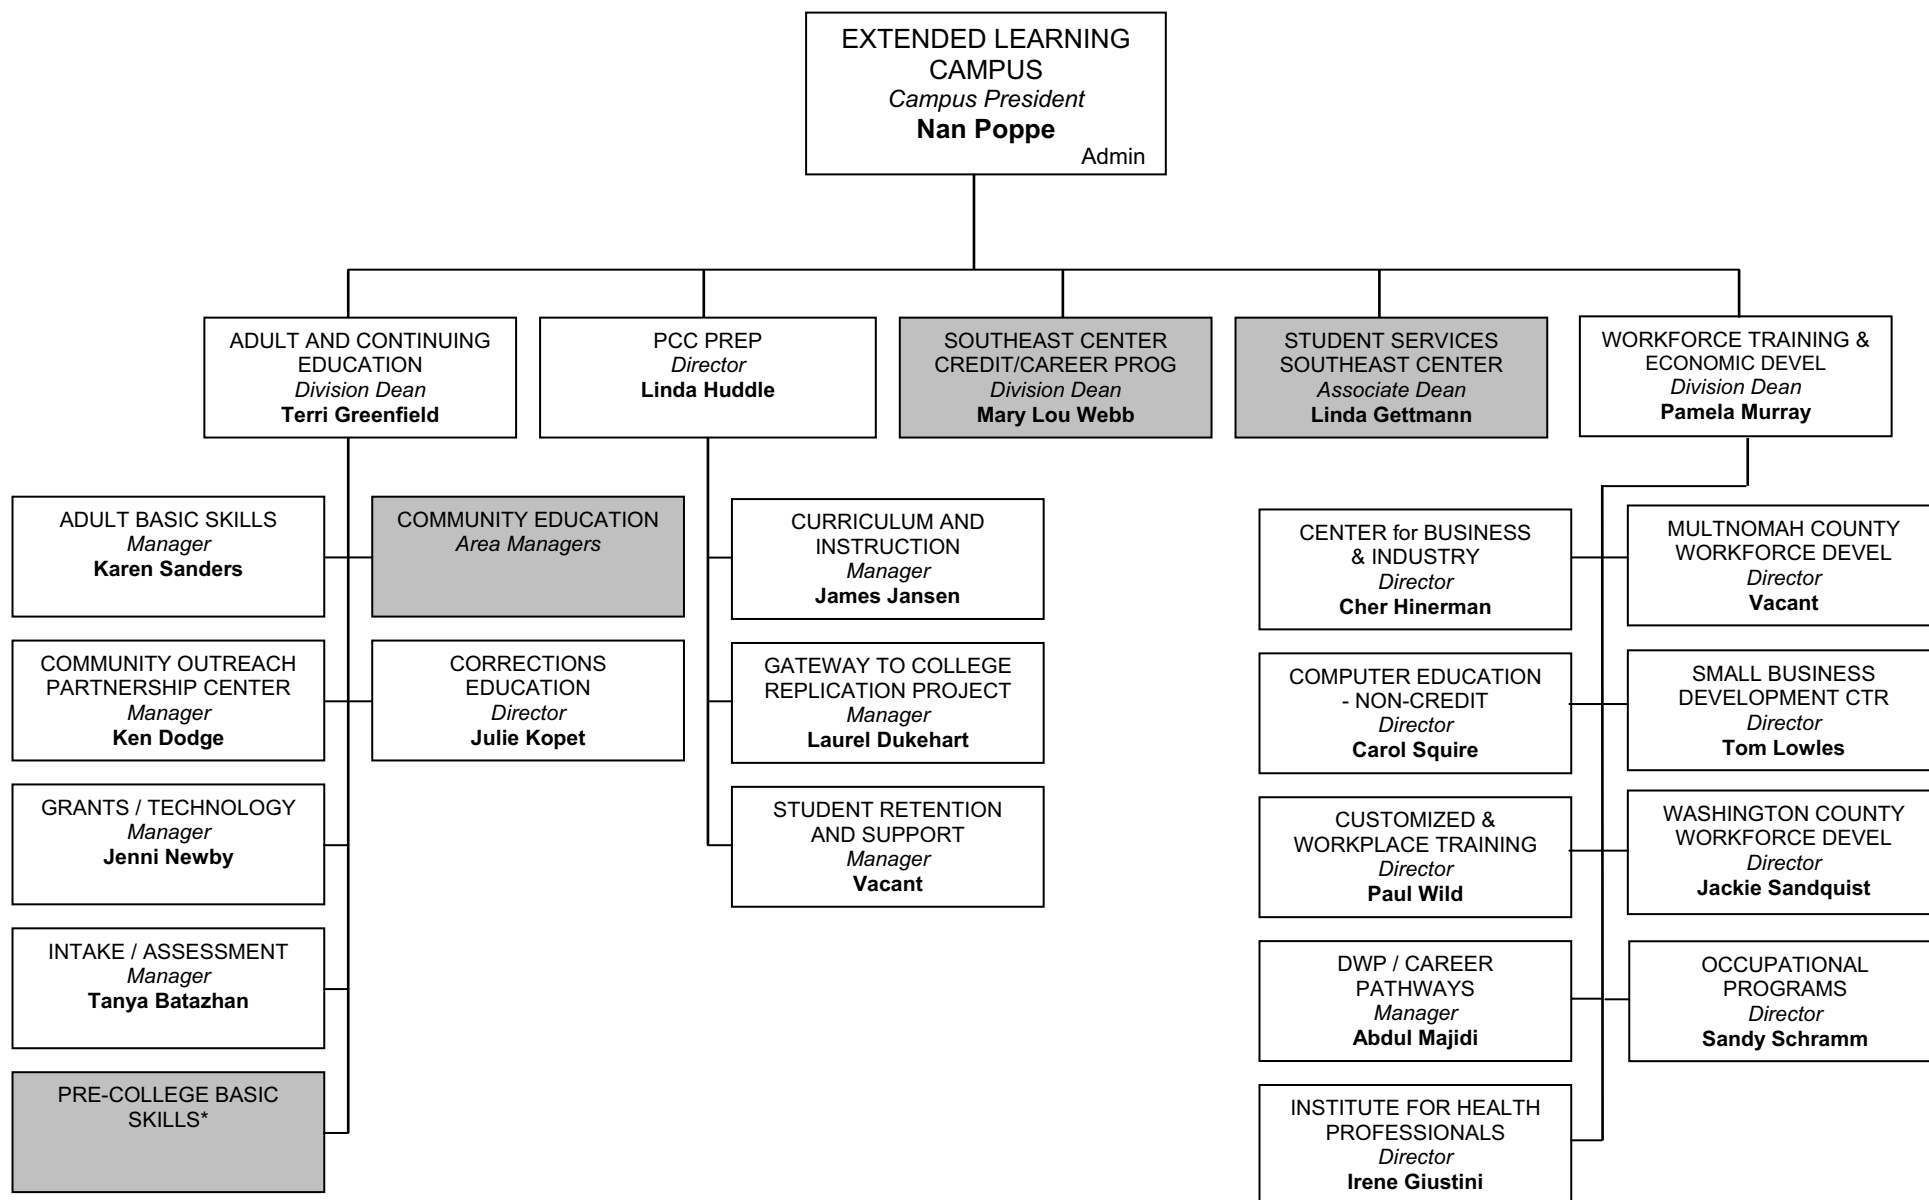 EXTENDED LEARNING
CAMPUS
Campus President
Nan Poppe
Admin
ADULT AND CONTINUING
EDUCATION
Division Dean
Terri Greenfield
PCC PREP
Director
Linda Huddle
SOUTHEAST CENTER
CREDIT/CAREER PROG
Division Dean
Mary Lou Webb
STUDENT SERVICES
SOUTHEAST CENTER
Associate Dean
Linda Gettmann
WORKFORCE TRAINING &
ECONOMIC DEVEL
Division Dean
Pamela Murray
ADULT BASIC SKILLS
Manager
Karen Sanders
COMMUNITY EDUCATION
Area Managers
COMMUNITY OUTREACH
PARTNERSHIP CENTER
Manager
Ken Dodge
CORRECTIONS
EDUCATION
Director
Julie Kopet
GRANTS / TECHNOLOGY
Manager
Jenni Newby
INTAKE / ASSESSMENT
Manager
Tanya Batazhan
PRE-COLLEGE BASIC
SKILLS*
CURRICULUM AND
INSTRUCTION
Manager
James Jansen
GATEWAY TO COLLEGE
REPLICATION PROJECT
Manager
Laurel Dukehart
STUDENT RETENTION
AND SUPPORT
Manager
Vacant
CENTER for BUSINESS
& INDUSTRY
Director
Cher Hinerman
MULTNOMAH COUNTY
WORKFORCE DEVEL
Director
Vacant
COMPUTER EDUCATION
- NON-CREDIT
Director
Carol Squire
SMALL BUSINESS
DEVELOPMENT CTR
Director
Tom Lowles
CUSTOMIZED &
WORKPLACE TRAINING
Director
Paul Wild
WASHINGTON COUNTY
WORKFORCE DEVEL
Director
Jackie Sandquist
DWP / CAREER
PATHWAYS
Manager
Abdul Majidi
OCCUPATIONAL
PROGRAMS
Director
Sandy Schramm
INSTITUTE FOR HEALTH
PROFESSIONALS
Director
Irene Giustini